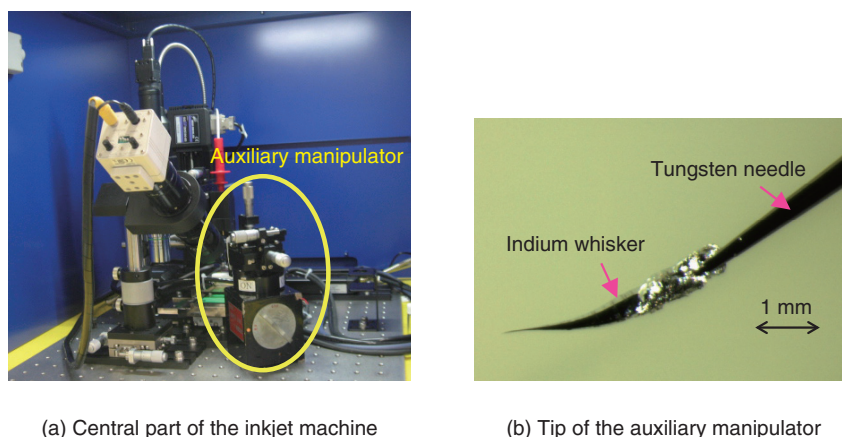 Auxiliary manipulator
ON
Tungsten needle
Indium whisker
1 mm
(a) Central part of the inkjet machine
(b) Tip of the auxiliary manipulator